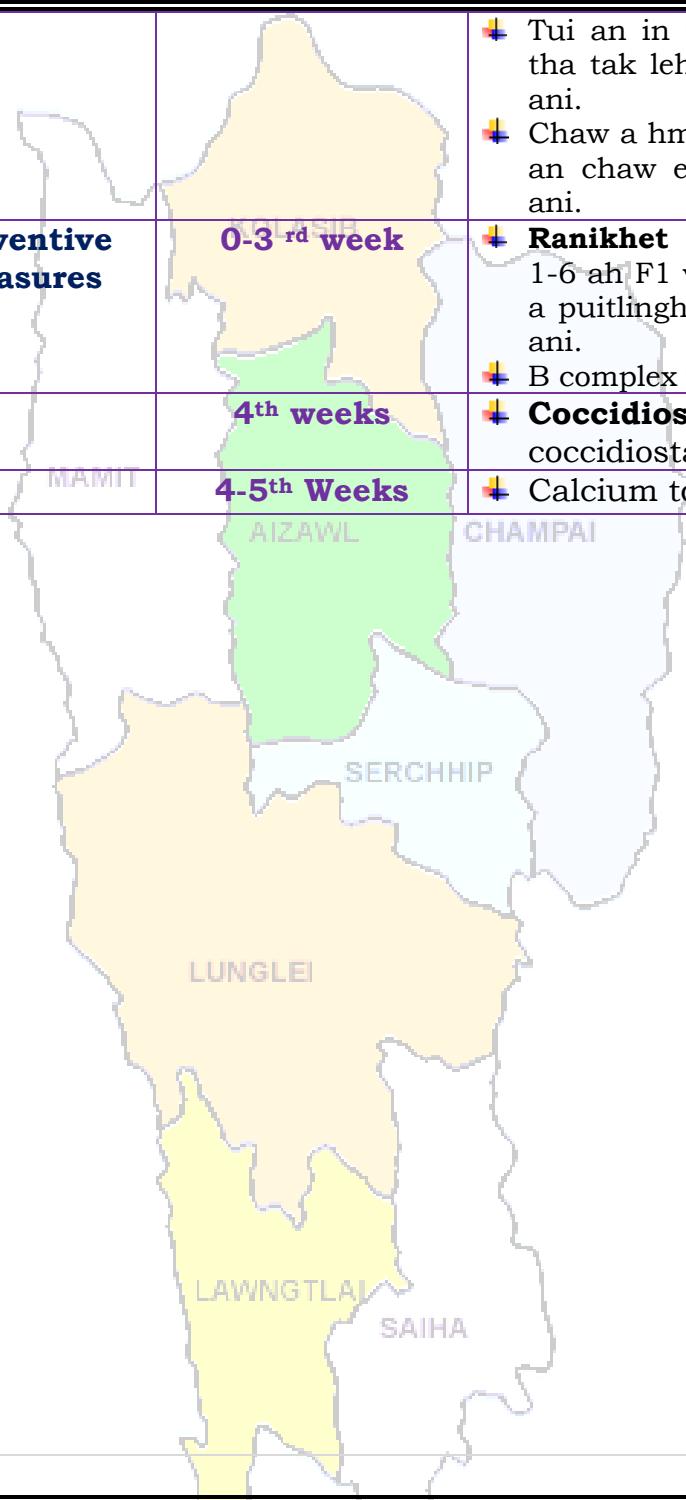 Tui an in
tha tak leh
ani.
Chaw a hm
an chaw e
ani.
ventive
asures
0-3 rd week
Ranikhet
1-6 ah F1 v
a puitlingh
ani.
B complex
4th weeks
Coccidios
coccidiosta
4-5th Weeks
Calcium to
KOLASIB
MAMIT
AIZAWL
CHAMPAI
SERCHHIP
LUNGLEI
LAWNGTLAI
SAIHA